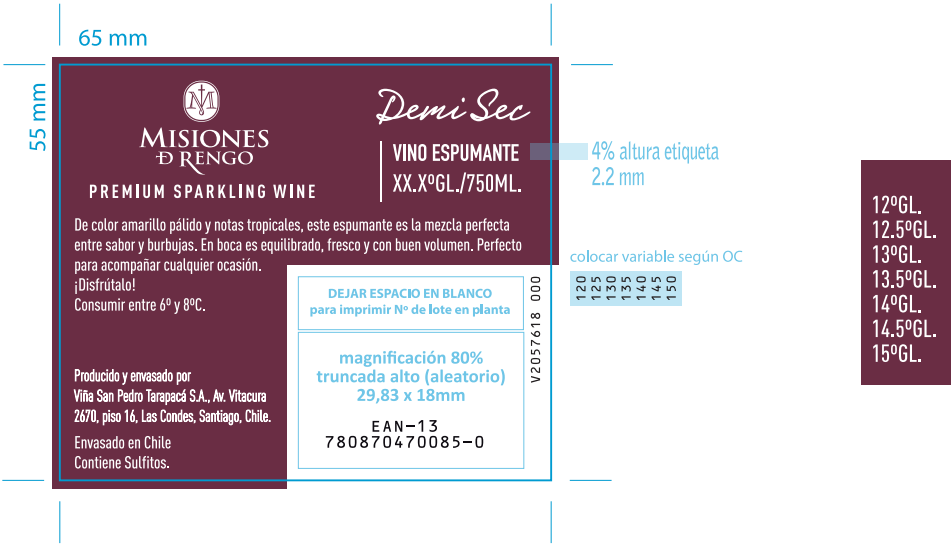 65 mm
55 mm
M
MISIONES
D RENGO
PREMIUM SPARKLING WINE
Demi Sec
VINO ESPUMANTE
XX.XºGL./750ML.
4% altura etiqueta
2.2 mm
De color amarillo pálido y notas tropicales, este espumante es la mezcla perfecta
entre sabor y burbujas. En boca es equilibrado, fresco y con buen volumen. Perfecto
para acompañar cualquier ocasión.
¡Disfrútalo!
Consumir entre 6º y 8ºC.
Producido y envasado por
Viña San Pedro Tarapacá S.A., Av. Vitacura
2670, piso 16, Las Condes, Santiago, Chile.
Envasado en Chile
Contiene Sulfitos.
DEJAR ESPACIO EN BLANCO
para imprimir Nº de lote en planta
magnificación 80%
truncada alto (aleatorio)
29,83 x 18mm
EAN-13
780870470085-0
V2057618 000
colocar variable según OC
120
125
130
135
140
145
150
12ºGL.
12.5ºGL.
13ºGL.
13.5ºGL.
14ºGL.
14.5ºGL.
15ºGL.